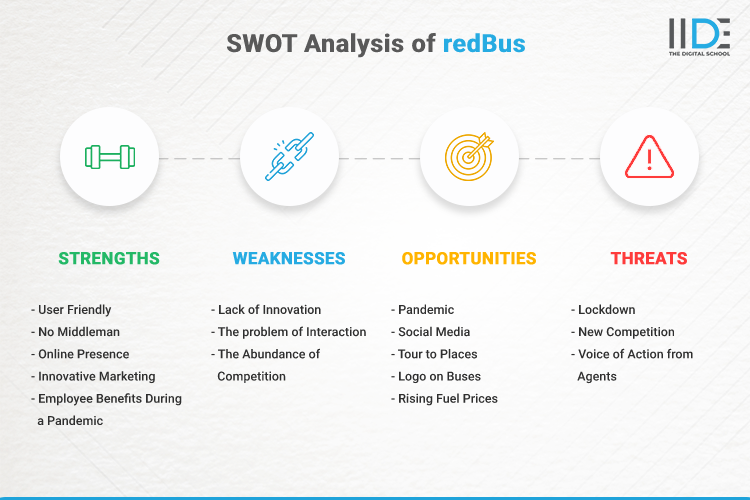 SWOT Analysis of redBus
IIDE
THE DIGITAL SCHOOL
STRENGTHS
- User Friendly
- No Middleman
- Online Presence
- Innovative Marketing
- Employee Benefits During
a Pandemic
WEAKNESSES
- Lack of Innovation
- The problem of Interaction
- The Abundance of
Competition
OPPORTUNITIES
- Pandemic
- Social Media
- Tour to Places
- Logo on Buses
- Rising Fuel Prices
THREATS
- Lockdown
- New Competition
- Voice of Action from
Agents